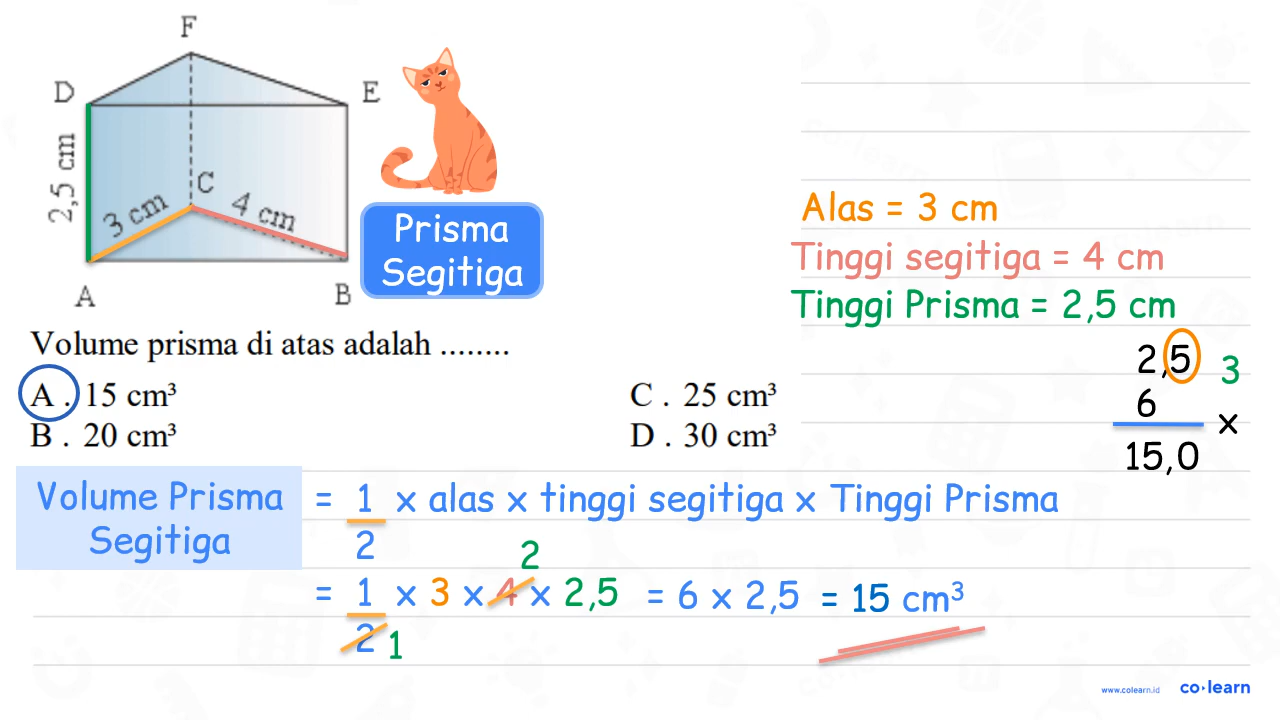 F
D
E
2,5 cm
C
3 cm
4 cm
A
B
Prisma
Segitiga
Alas = 3 cm
Tinggi segitiga = 4 cm
Tinggi Prisma = 2,5 cm
2,5 3
6
x
15,0
Volume prisma di atas adalah ........
A . 15 cm³
C . 25 cm³
B . 20 cm³
D . 30 cm³
Volume Prisma
Segitiga
= 1 x alas x tinggi segitiga x Tinggi Prisma
2
2
= 1 x 3 x 4 x 2,5 = 6 x 2,5 = 15 cm³
2 1
www.colearn.id
co·learn